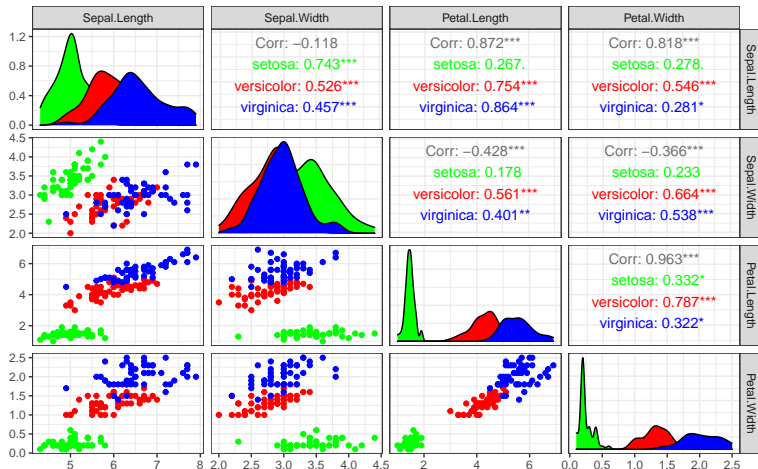 Sepal.Length Sepal.Width Petal.Length Petal.Width
Corr: −0.118
setosa: 0.743***
versicolor: 0.526***
virginica: 0.457***
Corr: 0.872***
setosa: 0.267.
versicolor: 0.754***
virginica: 0.864***
Corr: 0.818***
setosa: 0.278.
versicolor: 0.546***
virginica: 0.281*
Sepal.Length
1.2
0.8
0.4
0.0
Corr: −0.428***
setosa: 0.178
versicolor: 0.561***
virginica: 0.401**
Corr: −0.366***
setosa: 0.233
versicolor: 0.664***
virginica: 0.538***
Sepal.Width
4.5
4.0
3.5
3.0
2.5
2.0
Corr: 0.963***
setosa: 0.332*
versicolor: 0.787***
virginica: 0.322*
Petal.Length
6
4
2
Petal.Width
2.5
2.0
1.5
1.0
0.5
0.0
5 6 7 8 2.0 2.5 3.0 3.5 4.0 4.5 2 4 6 0.0 0.5 1.0 1.5 2.0 2.5